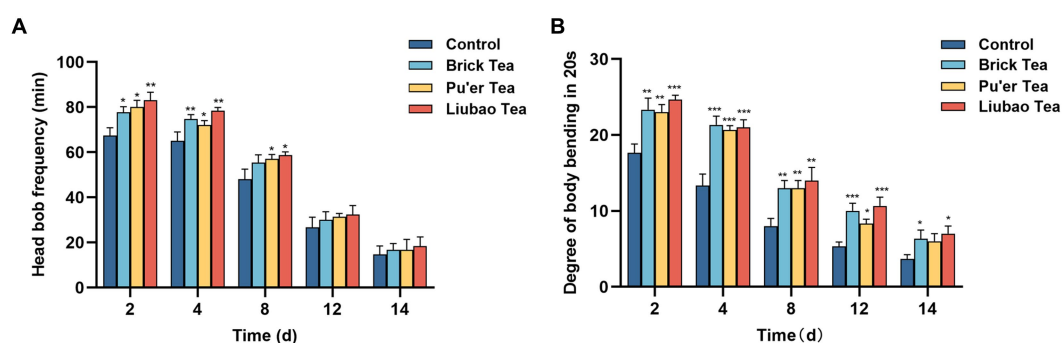 A
Control
Brick Tea
Pu'er Tea
Liubao Tea
Head bob frequency (min)
100
80
60
40
20
0
* * **
** * **
* *
2 4 8 12 14
Time (d)
B
Control
Brick Tea
Pu'er Tea
Liubao Tea
Degree of body bending in 20s
30
20
10
0
** ** ***
*** *** ***
** ** **
*** * ***
* *
2 4 8 12 14
Time（d）